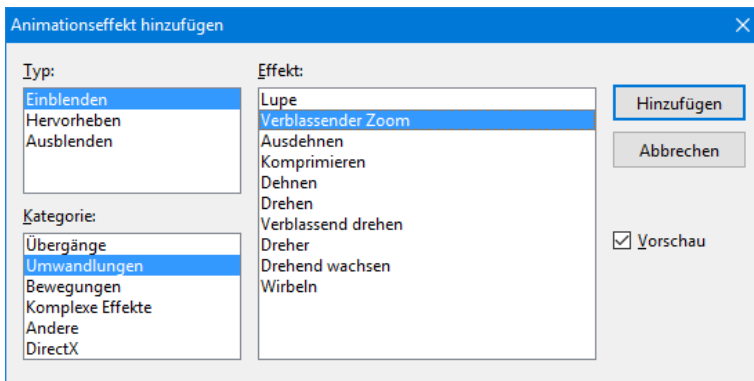 Animationseffekt hinzufügen
Typ:
Einblenden
Hervorheben
Ausblenden
Kategorie:
Übergänge
Umwandlungen
Bewegungen
Komplexe Effekte
Andere
DirectX
Effekt:
Lupe
Verblassender Zoom
Ausdehnen
Komprimieren
Dehnen
Drehen
Verblassend drehen
Dreher
Drehend wachsen
Wirbeln
Hinzufügen
Abbrechen
Vorschau